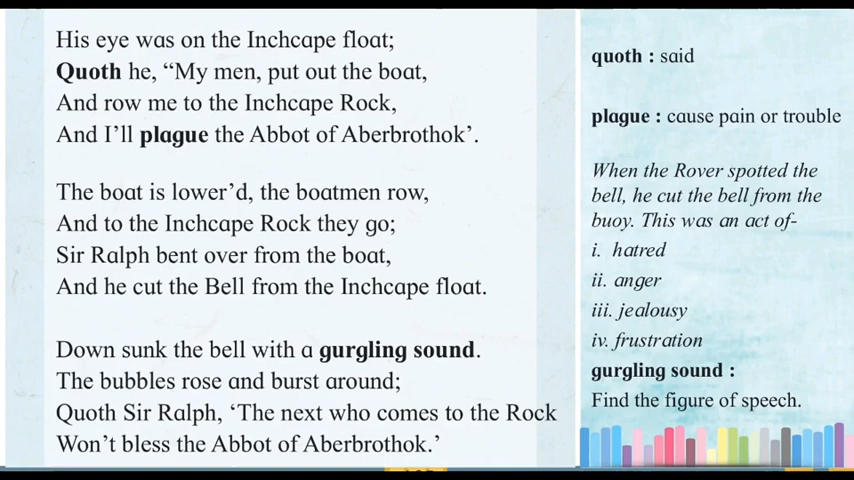 His eye was on the Inchcape float;
Quoth he, “My men, put out the boat,
And row me to the Inchcape Rock,
And I’ll plague the Abbot of Aberbrothok’.
The boat is lower’d, the boatmen row,
And to the Inchcape Rock they go;
Sir Ralph bent over from the boat,
And he cut the Bell from the Inchcape float.
Down sunk the bell with a gurgling sound.
The bubbles rose and burst around;
Quoth Sir Ralph, ‘The next who comes to the Rock
Won’t bless the Abbot of Aberbrothok.’
quoth : said
plague : cause pain or trouble
When the Rover spotted the
bell, he cut the bell from the
buoy. This was an act of-
i. hatred
ii. anger
iii. jealousy
iv. frustration
gurgling sound :
Find the figure of speech.